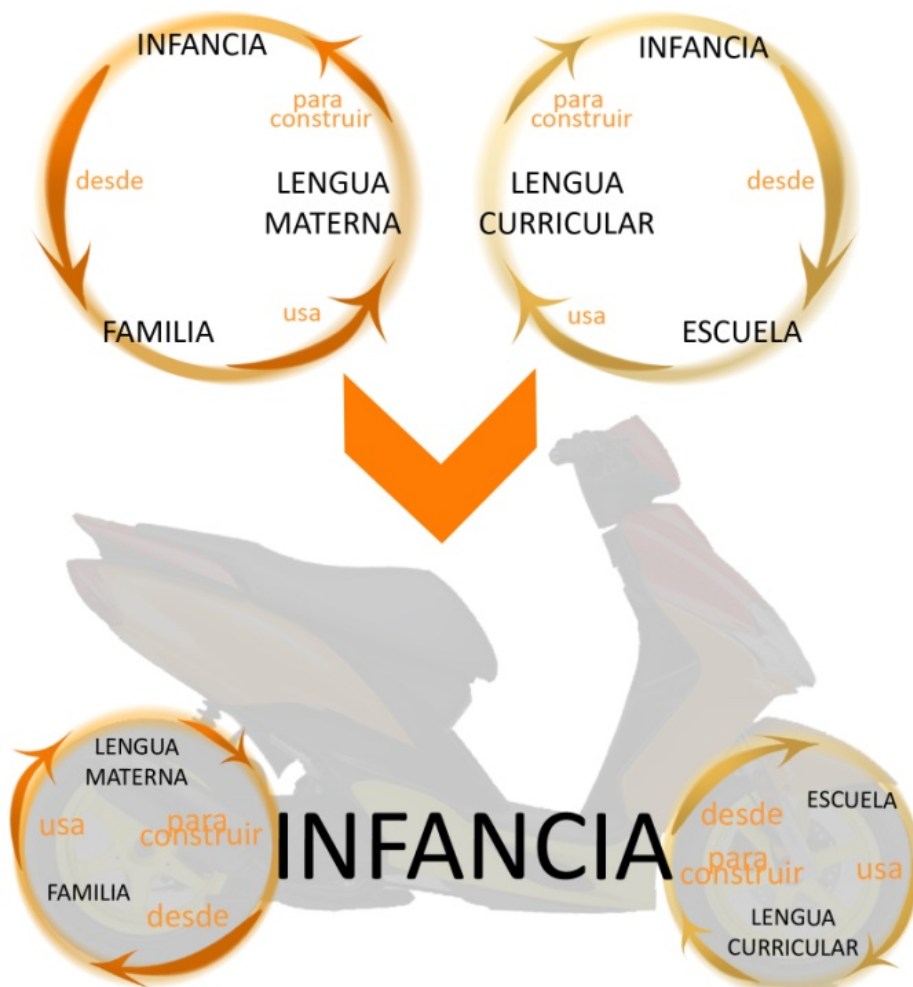 INFANCIA
para
construir
desde
LENGUA
MATERNA
usa
FAMILIA
INFANCIA
para
construir
desde
LENGUA
CURRICULAR
usa
ESCUELA
LENGUA
MATERNA
usa
para
construir
FAMILIA
desde
INFANCIA
ESCUELA
desde
para
construir
usa
LENGUA
CURRICULAR